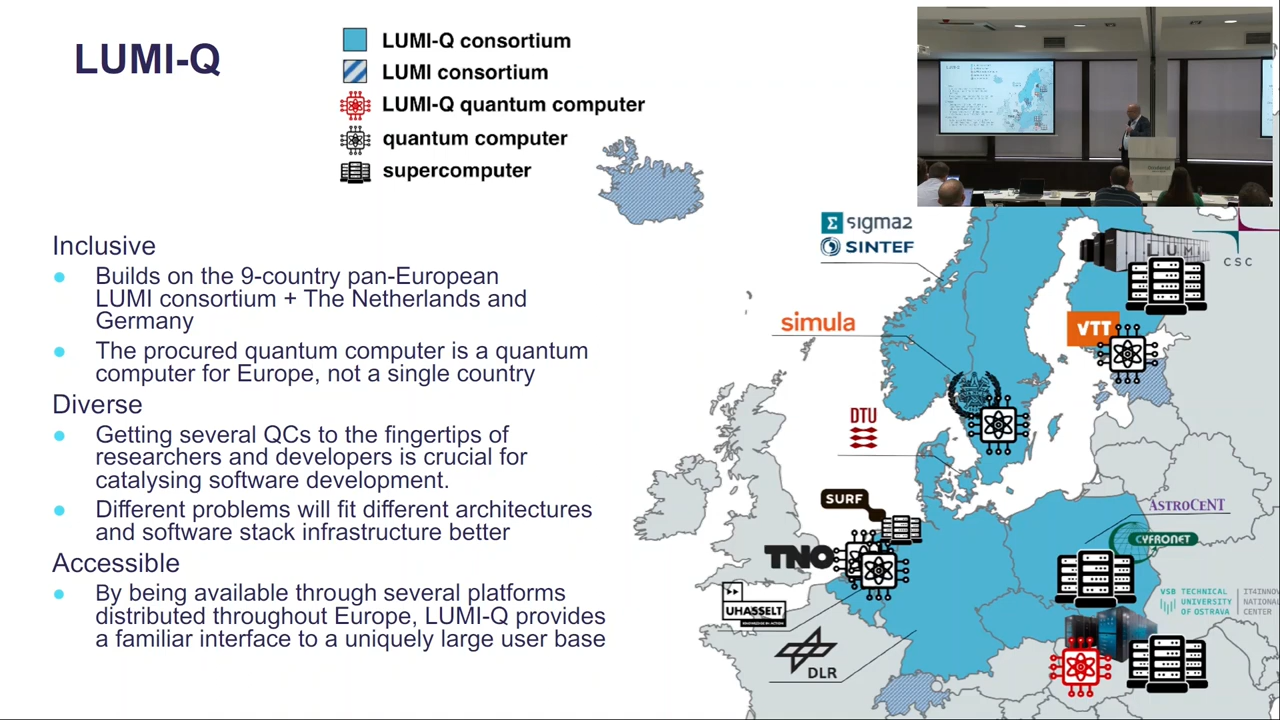 LUMI-Q
LUMI-Q consortium
LUMI consortium
LUMI-Q quantum computer
quantum computer
supercomputer
Inclusive
Builds on the 9-country pan-European
LUMI consortium + The Netherlands and
Germany
The procured quantum computer is a quantum
computer for Europe, not a single country
Diverse
Getting several QCs to the fingertips of
researchers and developers is crucial for
catalysing software development.
Different problems will fit different architectures
and software stack infrastructure better
Accessible
By being available through several platforms
distributed throughout Europe, LUMI-Q provides
a familiar interface to a uniquely large user base
Σ sigma2
SINTEF
LUMI
CSC
simula
VTT
DTU
SURF
ASTROCENT
CYFRONET
TNO
UHASSELT
KNOWLEDGE IN ACTION
VSB TECHNICAL
UNIVERSITY
OF OSTRAVA
IT4INNOV
NATIONAL
CENTER
DLR